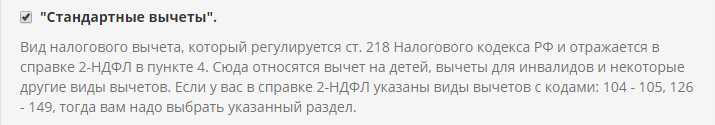 "Стандартные вычеты".
Вид налогового вычета, который регулируется ст. 218 Налогового кодекса РФ и отражается в
справке 2-НДФЛ в пункте 4. Сюда относятся вычет на детей, вычеты для инвалидов и некоторые
другие виды вычетов. Если у вас в справке 2-НДФЛ указаны виды вычетов с кодами: 104 - 105, 126
- 149, тогда вам надо выбрать указанный раздел.